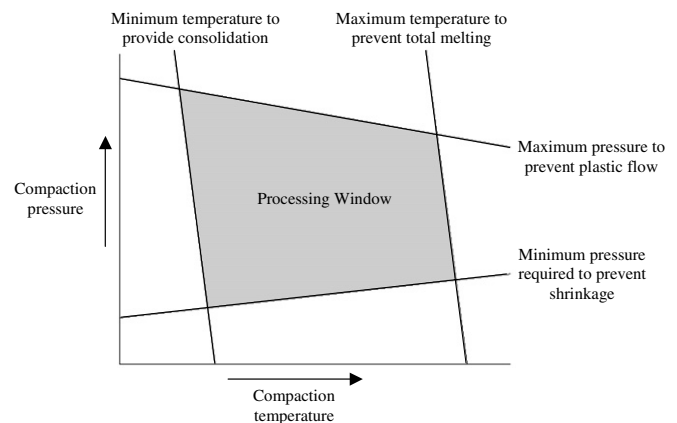 Minimum temperature to
provide consolidation
Maximum temperature to
prevent total melting
Maximum pressure to
prevent plastic flow
Compaction
pressure
Processing Window
Minimum pressure
required to prevent
shrinkage
Compaction
temperature